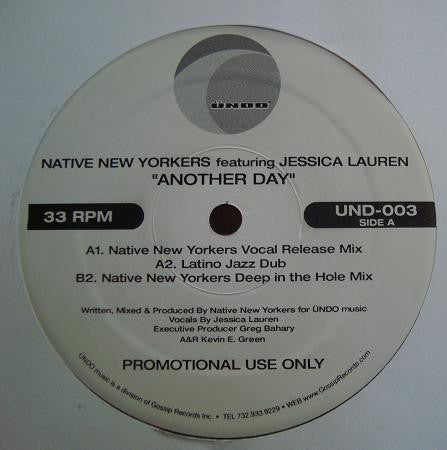 ÜNDO
NATIVE NEW YORKERS featuring JESSICA LAUREN
"ANOTHER DAY"
33 RPM
UND-003
SIDE A
A1. Native New Yorkers Vocal Release Mix
A2. Latino Jazz Dub
B2. Native New Yorkers Deep in the Hole Mix
Written, Mixed & Produced By Native New Yorkers for ÜNDO music
Vocals By Jessica Lauren
Executive Producer Greg Bahary
A&R Kevin E. Green
PROMOTIONAL USE ONLY
ÜNDO music is a division of Gossip Records Inc. • TEL 732.933.9229 • WEB www.GossipRecords.com